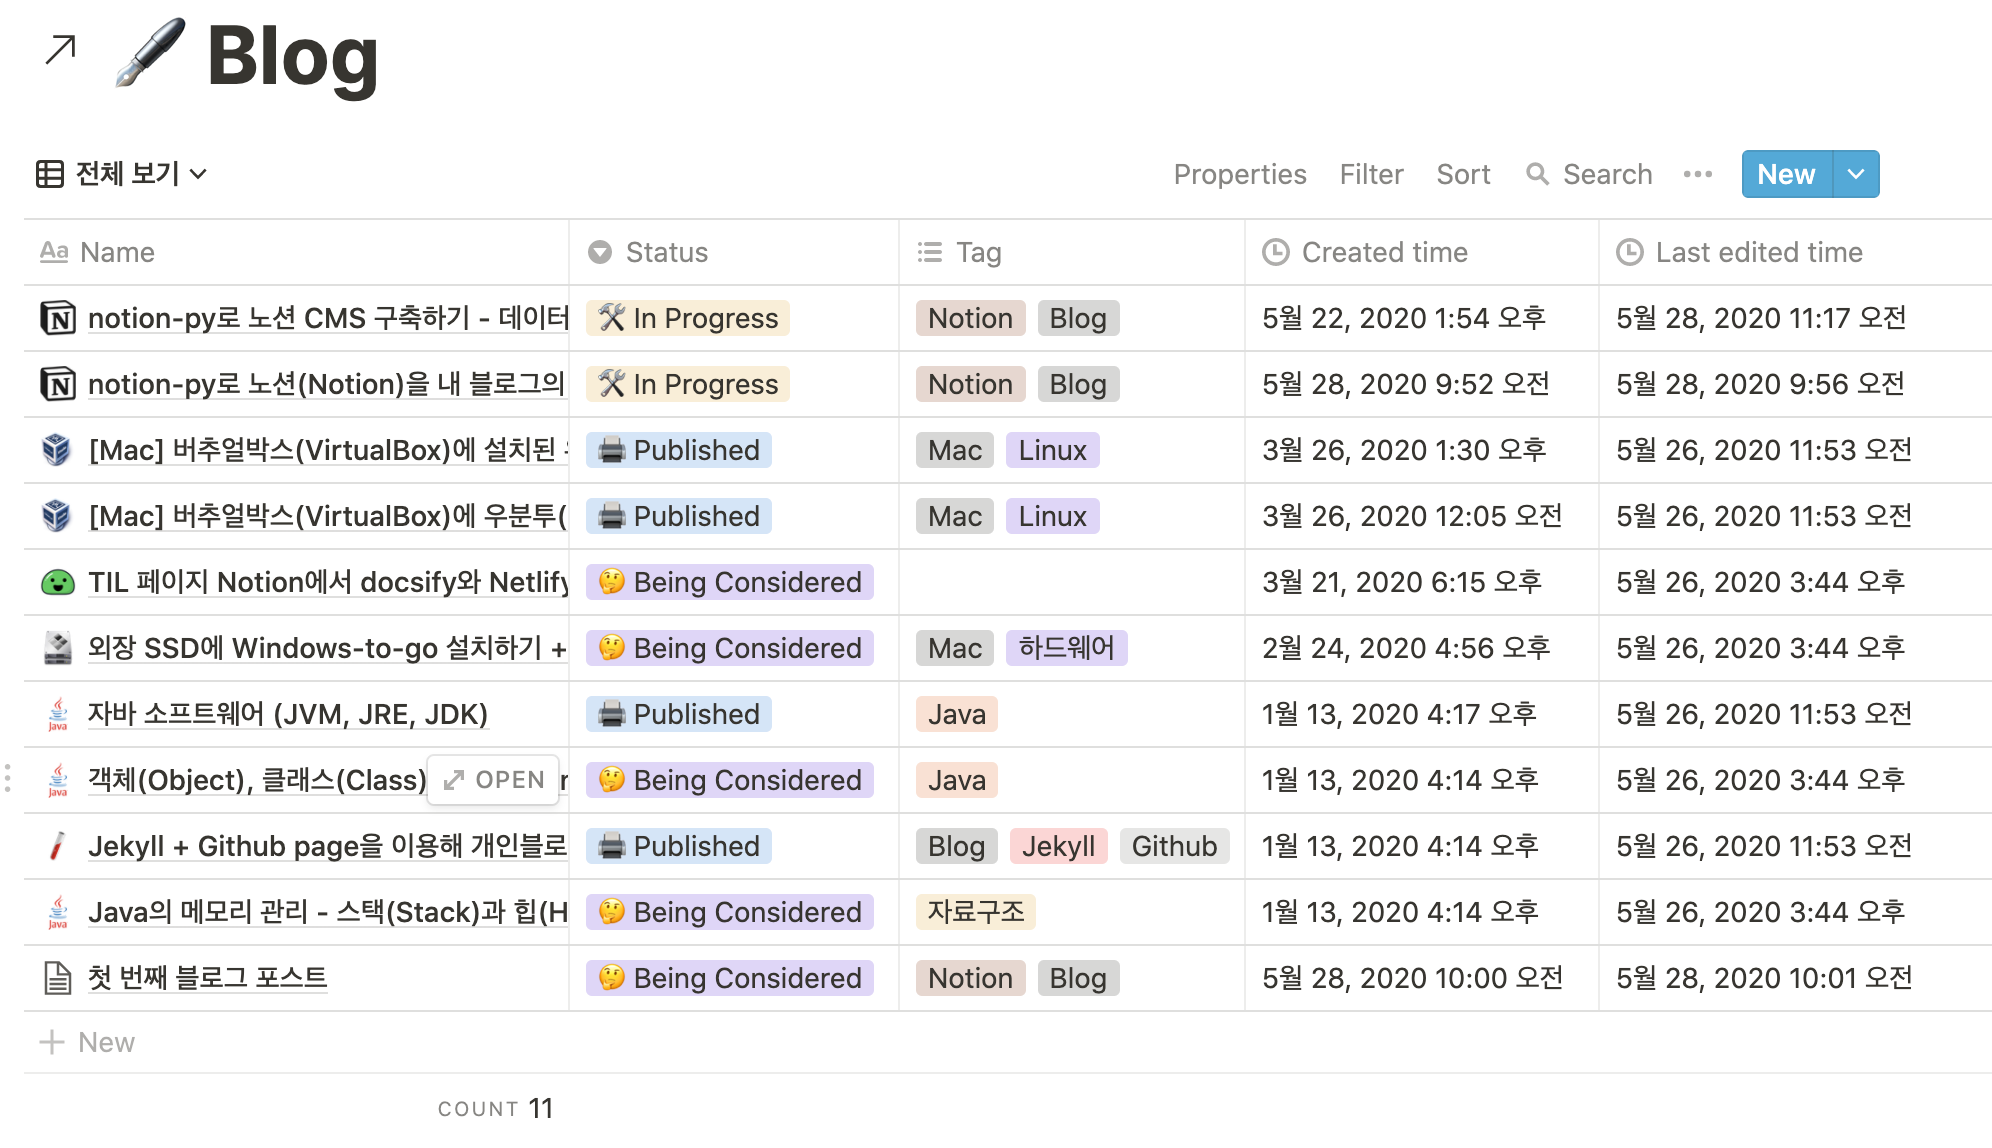 Blog
전체 보기 Properties Filter Sort Search New
Aa Name Status Tag Created time Last edited time
notion-py로 노션 CMS 구축하기 - 데이터 In Progress Notion Blog 5월 22, 2020 1:54 오후 5월 28, 2020 11:17 오전
notion-py로 노션(Notion)을 내 블로그의 In Progress Notion Blog 5월 28, 2020 9:52 오전 5월 28, 2020 9:56 오전
[Mac] 버추얼박스(VirtualBox)에 설치된 Published Mac Linux 3월 26, 2020 1:30 오후 5월 26, 2020 11:53 오전
[Mac] 버추얼박스(VirtualBox)에 우분투( Published Mac Linux 3월 26, 2020 12:05 오전 5월 26, 2020 11:53 오전
TIL 페이지 Notion에서 docsify와 Netlify Being Considered 3월 21, 2020 6:15 오후 5월 26, 2020 3:44 오후
외장 SSD에 Windows-to-go 설치하기 + Being Considered Mac 하드웨어 2월 24, 2020 4:56 오후 5월 26, 2020 3:44 오후
Java 자바 소프트웨어 (JVM, JRE, JDK) Published Java 1월 13, 2020 4:17 오후 5월 26, 2020 11:53 오전
Java 객체(Object), 클래스(Class) OPEN Being Considered Java 1월 13, 2020 4:14 오후 5월 26, 2020 3:44 오후
Jekyll + Github page을 이용해 개인블로 Published Blog Jekyll Github 1월 13, 2020 4:14 오후 5월 26, 2020 11:53 오전
Java Java의 메모리 관리 - 스택(Stack)과 힙(H Being Considered 자료구조 1월 13, 2020 4:14 오후 5월 26, 2020 3:44 오후
첫 번째 블로그 포스트 Being Considered Notion Blog 5월 28, 2020 10:00 오전 5월 28, 2020 10:01 오전
+ New
COUNT 11